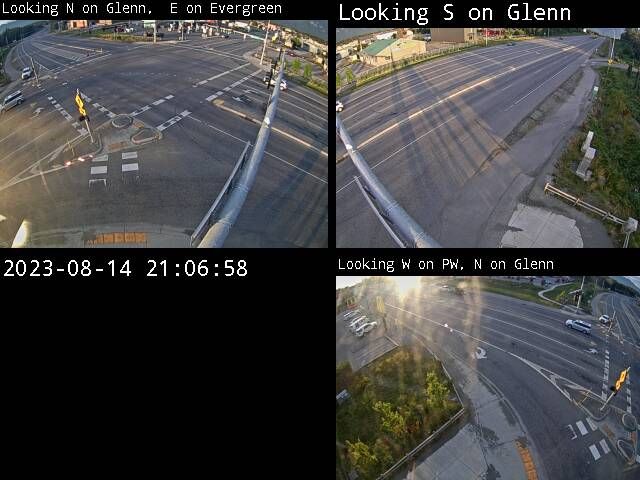 Looking N on Glenn, E on Evergreen
Looking S on Glenn
2023-08-14 21:06:58
Looking W on PW, N on Glenn